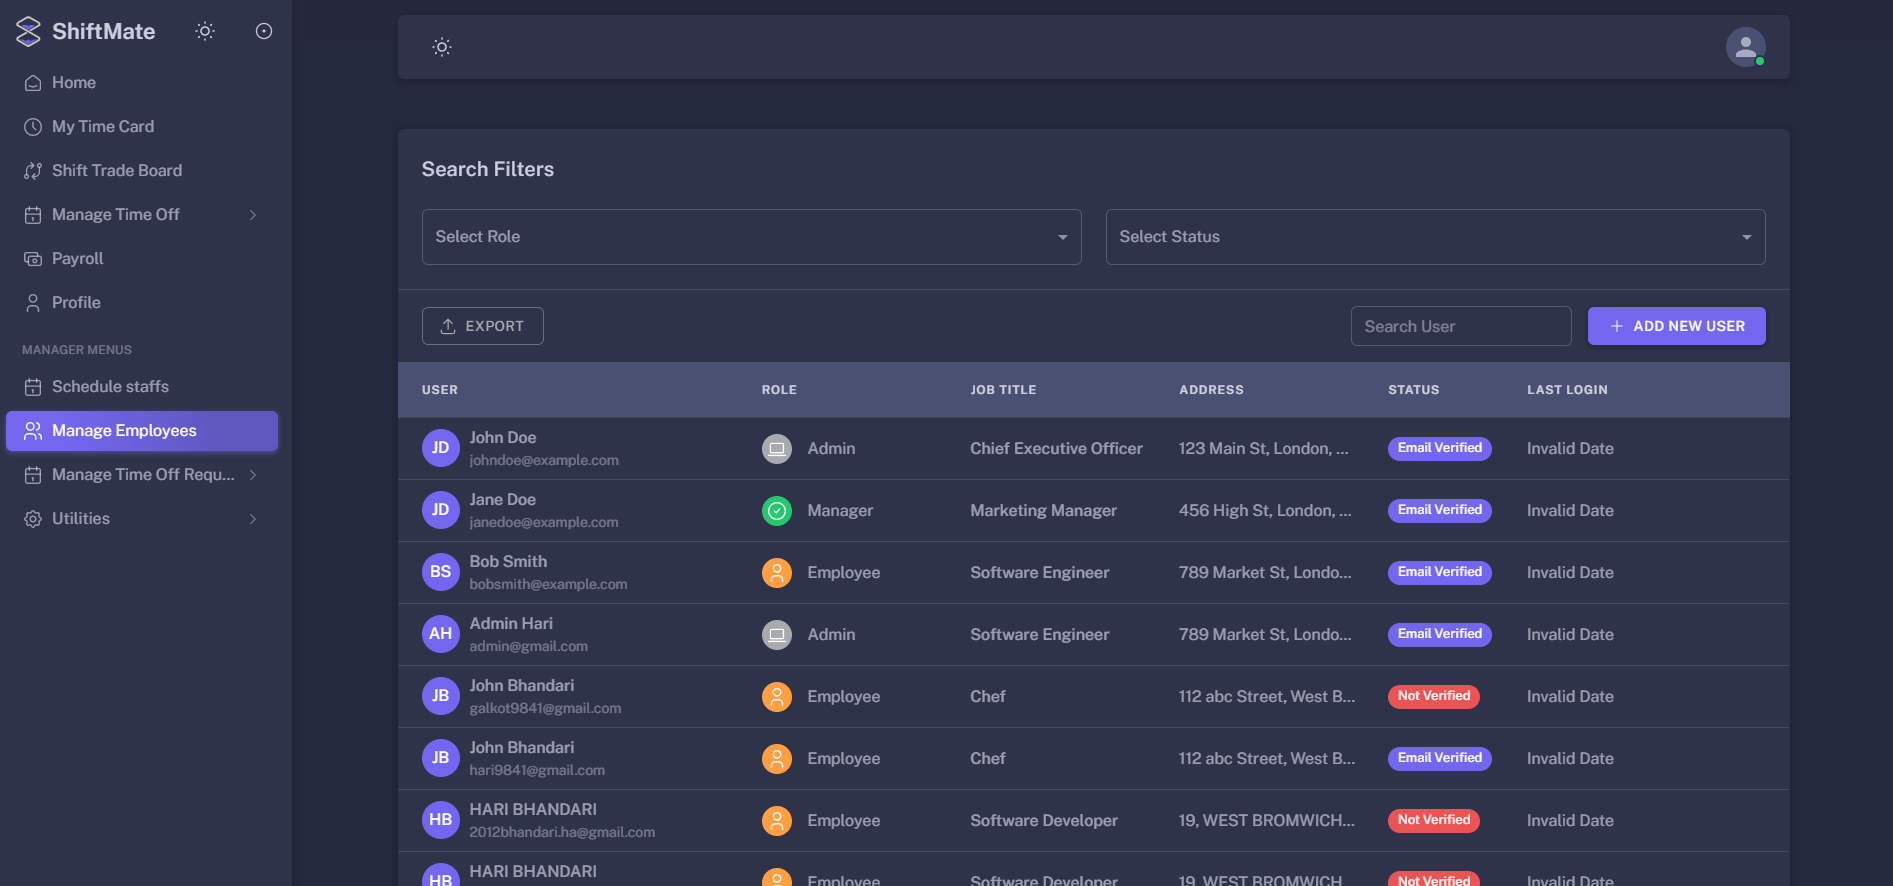 ShiftMate
Home
My Time Card
Shift Trade Board
Manage Time Off
Payroll
Profile
MANAGER MENUS
Schedule staffs
Manage Employees
Manage Time Off Requ...
Utilities
Search Filters
Select Role
Select Status
EXPORT
Search User
ADD NEW USER
USER ROLE JOB TITLE ADDRESS STATUS LAST LOGIN
JD John Doe
johndoe@example.com
Admin Chief Executive Officer 123 Main St, London, ... Email Verified Invalid Date
JD Jane Doe
janedoe@example.com
Manager Marketing Manager 456 High St, London, ... Email Verified Invalid Date
BS Bob Smith
bobsmith@example.com
Employee Software Engineer 789 Market St, Londo... Email Verified Invalid Date
AH Admin Hari
admin@gmail.com
Admin Software Engineer 789 Market St, Londo... Email Verified Invalid Date
JB John Bhandari
galkot9841@gmail.com
Employee Chef 112 abc Street, West B... Not Verified Invalid Date
JB John Bhandari
hari9841@gmail.com
Employee Chef 112 abc Street, West B... Email Verified Invalid Date
HB HARI BHANDARI
2012bhandari.ha@gmail.com
Employee Software Developer 19, WEST BROMWICH... Not Verified Invalid Date
HB HARI BHANDARI
Employee Software Developer 19, WEST BROMWICH... Not Verified Invalid Date